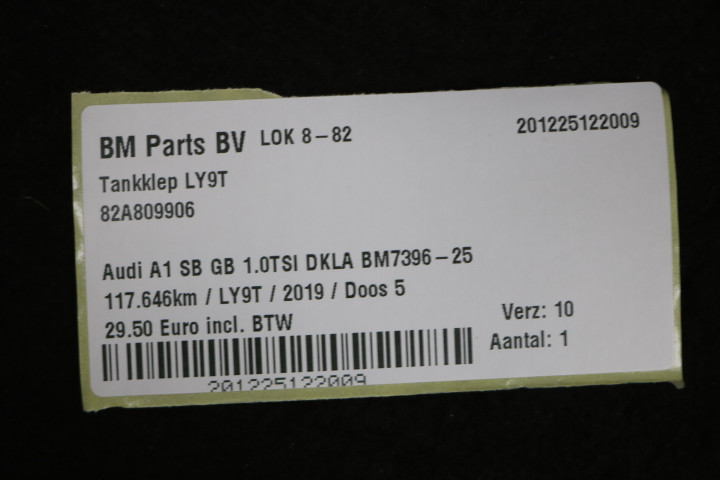 BM Parts BV LOK 8-82 201225122009
Tankklep LY9T
82A809906
Audi A1 SB GB 1.0TSI DKLA BM7396-25
117.646km / LY9T / 2019 / Doos 5
29.50 Euro incl. BTW
Verz: 10
Aantal: 1
201225122009